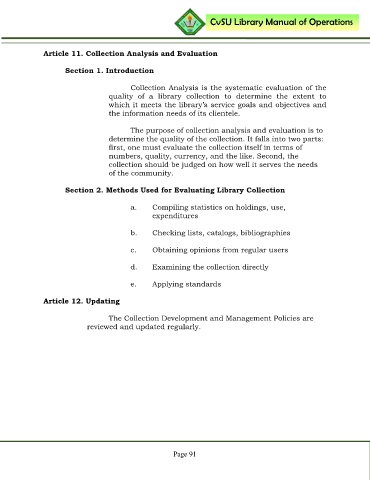 CvSU Library Manual of Operations
Article 11. Collection Analysis and Evaluation
Section 1. Introduction
Collection Analysis is the systematic evaluation of the
quality of a library collection to determine the extent to
which it meets the library's service goals and objectives and
the information needs of its clientele.
The purpose of collection analysis and evaluation is to
determine the quality of the collection. It falls into two parts:
first, one must evaluate the collection itself in terms of
numbers, quality, currency, and the like. Second, the
collection should be judged on how well it serves the needs
of the community.
Section 2. Methods Used for Evaluating Library Collection
a. Compiling statistics on holdings, use,
expenditures
b. Checking lists, catalogs, bibliographies
c. Obtaining opinions from regular users
d. Examining the collection directly
e. Applying standards
Article 12. Updating
The Collection Development and Management Policies are
reviewed and updated regularly.
Page 91